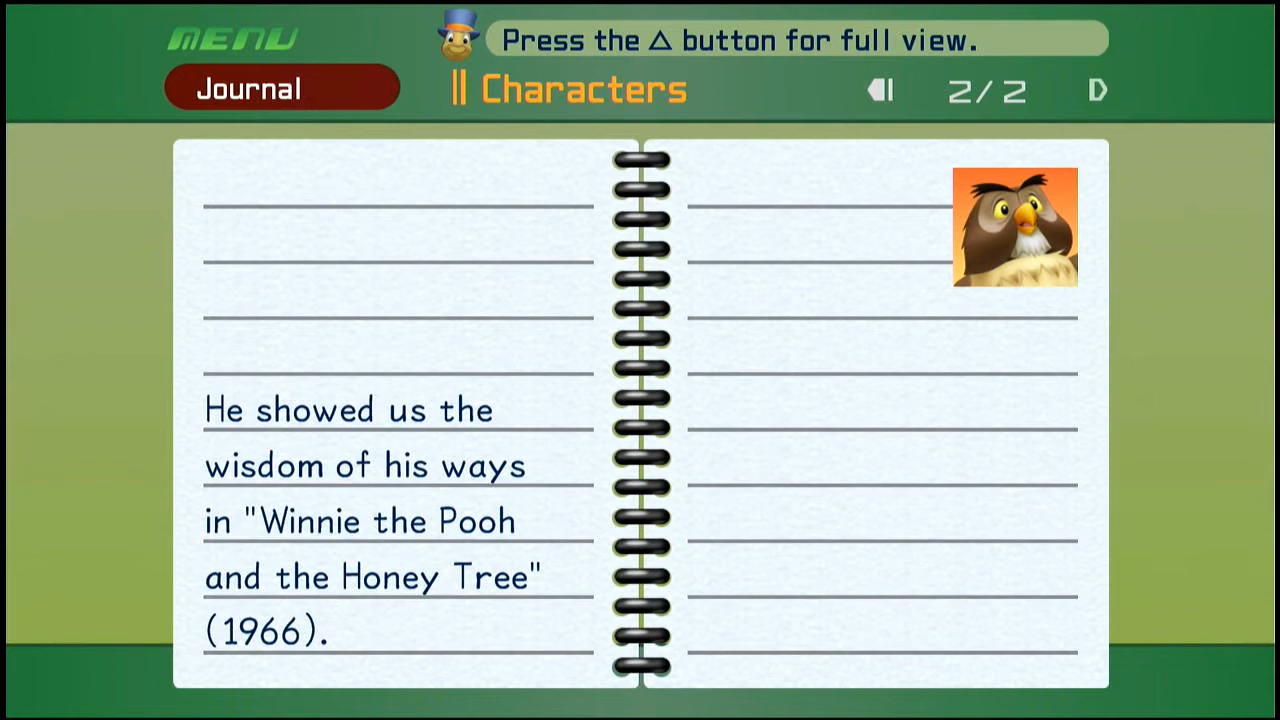 MENU
Press the △ button for full view.
Journal
Characters
2/2
He showed us the
wisdom of his ways
in "Winnie the Pooh
and the Honey Tree"
(1966).